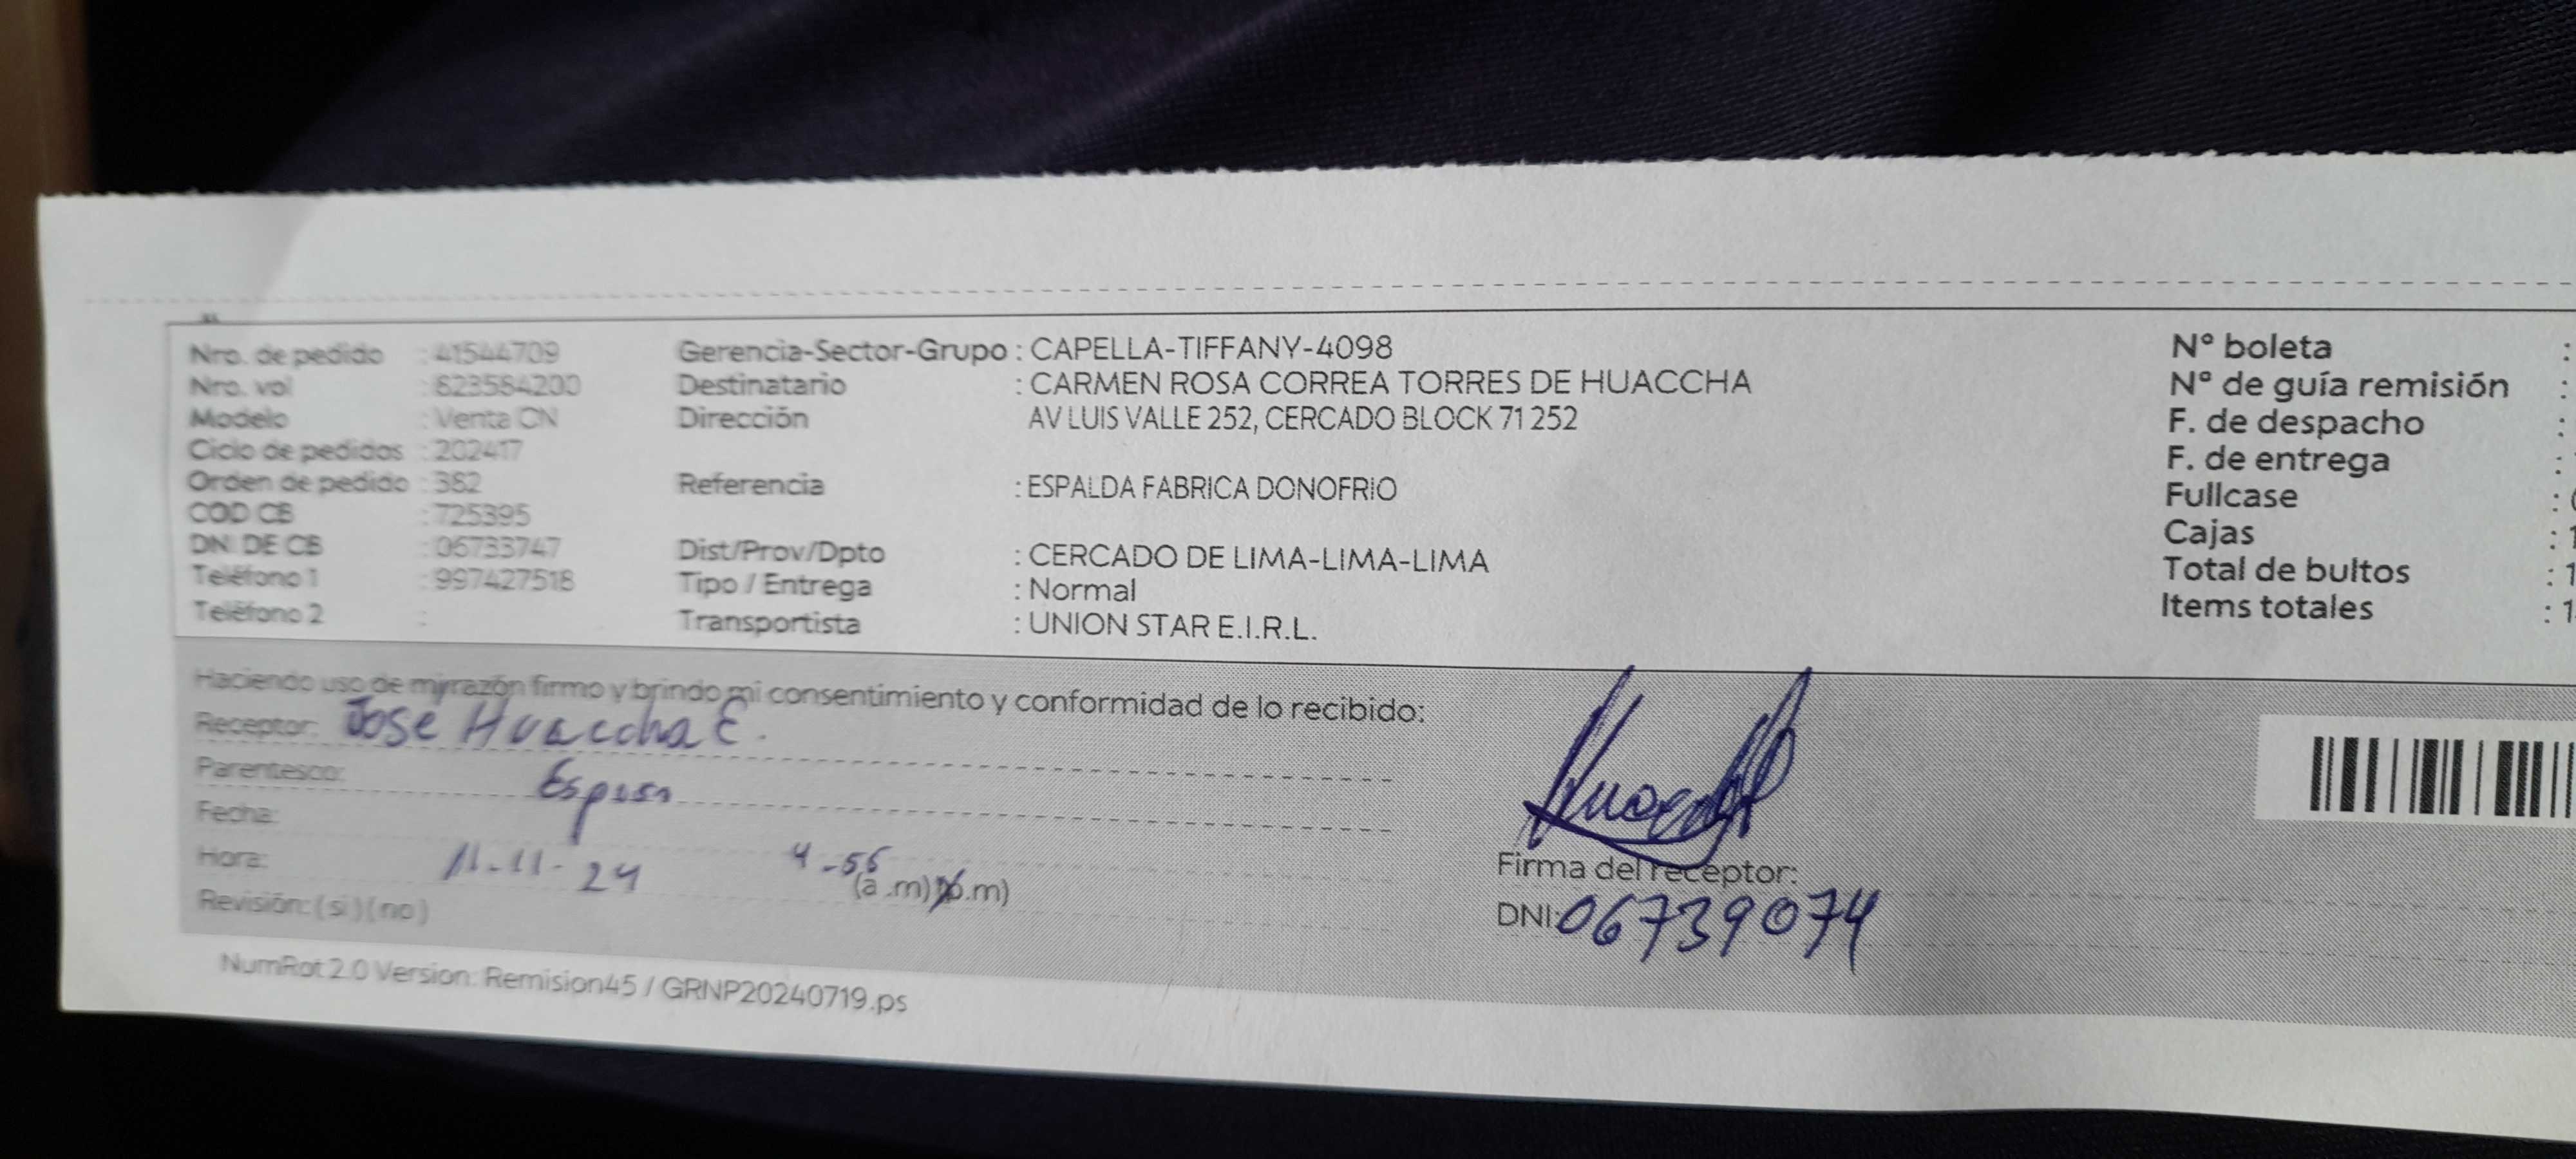 Nro. de pedido : 41544709
Nro. vol : 623584200
Modelo : Venta CN
Ciclo de pedidos : 202417
Orden de pedido : 382
COD CB : 725395
DNI DE CB : 06733747
Teléfono 1 : 997427518
Teléfono 2 :
Gerencia-Sector-Grupo : CAPELLA-TIFFANY-4098
Destinatario : CARMEN ROSA CORREA TORRES DE HUACCHA
Dirección AV LUIS VALLE 252, CERCADO BLOCK 71 252
Referencia : ESPALDA FABRICA DONOFRIO
Dist/Prov/Dpto : CERCADO DE LIMA-LIMA-LIMA
Tipo / Entrega : Normal
Transportista : UNION STAR E.I.R.L.
N° boleta :
N° de guía remisión :
F. de despacho :
F. de entrega :
Fullcase :
Cajas : 1
Total de bultos : 1
Items totales : 1
Haciendo uso de mi razón firmo y brindo mi consentimiento y conformidad de lo recibido:
Receptor: Jose Huaccha C.
Parentesco: Esposo
Fecha:
Hora: 11-11-24 4-55 (a.m) (p.m)
Revisión: (si) (no)
Firma del receptor:
DNI: 06739074
NumRot 2.0 Version: Remision45 / GRNP20240719.ps